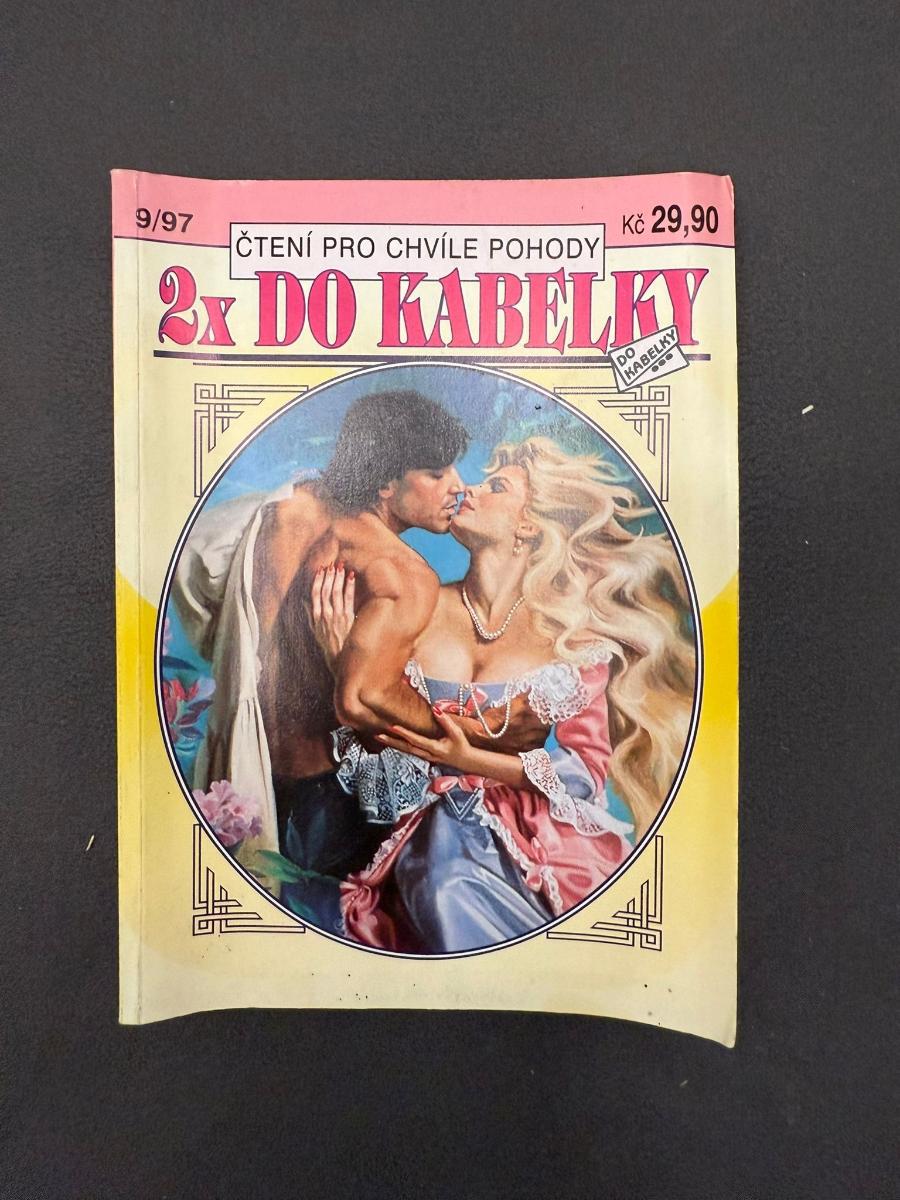 9/97
Kč 29,90
ČTENÍ PRO CHVÍLE POHODY
2x DO KABELKY
DO
KABELKY